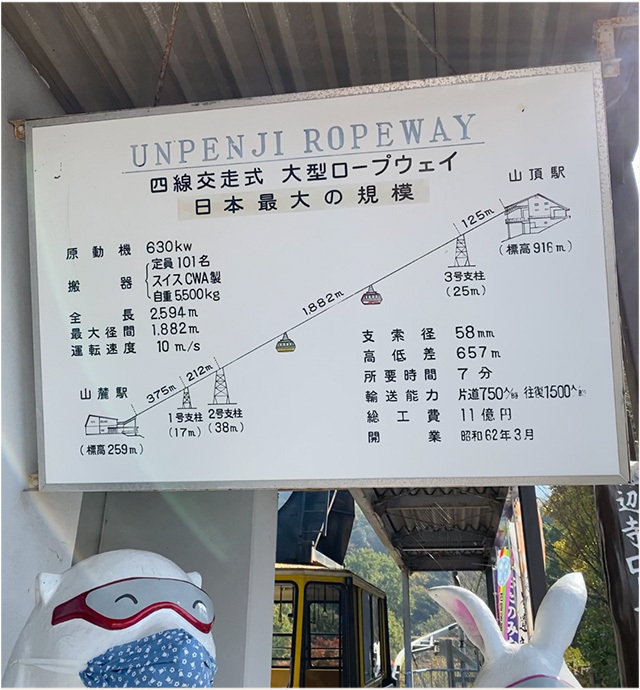 UNPENJI ROPEWAY
四線交走式 大型ロープウェイ
日本最大の規模
原動機 630kw
搬器 定員101名
スイスCWA製
自重5,500kg
全長 2,594m
最大径間 1,882m
運転速度 10m/s
山麓駅
(標高259m)
375m
1号支柱
(17m)
212m
2号支柱
(38m)
1,882m
125m
3号支柱
(25m)
山頂駅
(標高916m)
支索径 58mm
高低差 657m
所要時間 7分
輸送能力 片道750人/時 往復1500人/時
総工費 11億円
開業 昭和62年3月
辺寺ロ